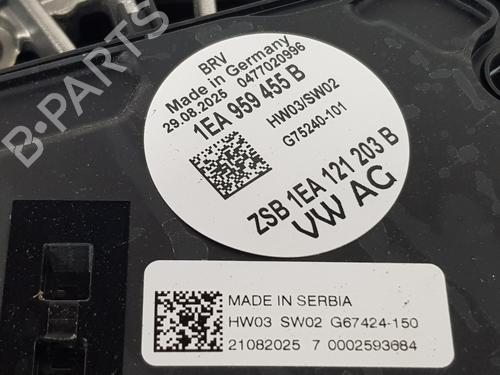 BRV
Made in Germany
29.08.2025 0477020996
1EA 959 455 B
HW03/SW02
G75240-101
ZSB 1EA 121 203 B
VW AG
MADE IN SERBIA
HW03 SW02 G67424-150
21082025 7 0002593684
B-Parts